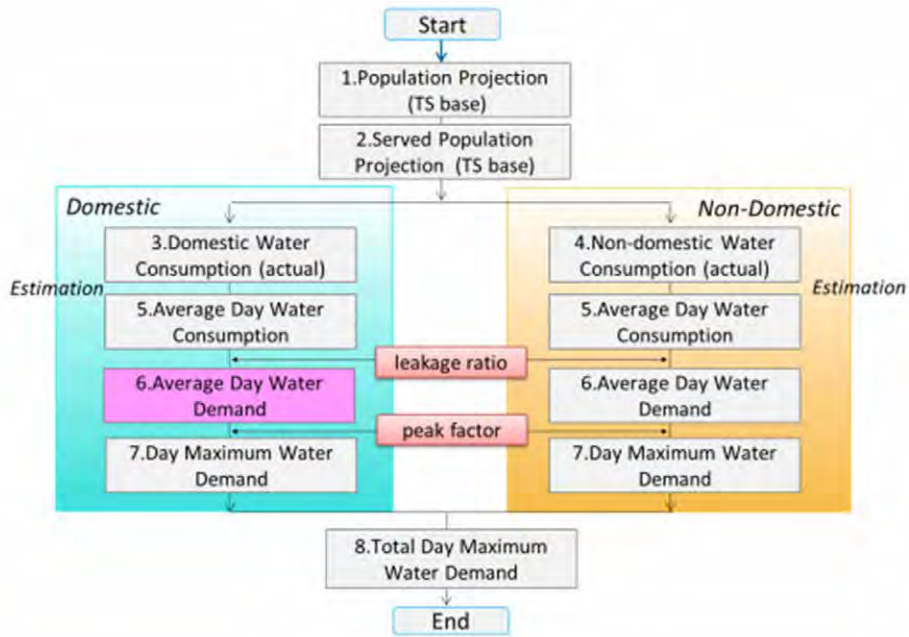 Start
1.Population Projection
(TS base)
2.Served Population
Projection (TS base)
Domestic
Non-Domestic
3.Domestic Water
Consumption (actual)
4.Non-domestic Water
Consumption (actual)
Estimation
Estimation
5.Average Day Water
Consumption
5.Average Day Water
Consumption
leakage ratio
6.Average Day Water
Demand
6.Average Day Water
Demand
peak factor
7.Day Maximum Water
Demand
7.Day Maximum Water
Demand
8.Total Day Maximum
Water Demand
End